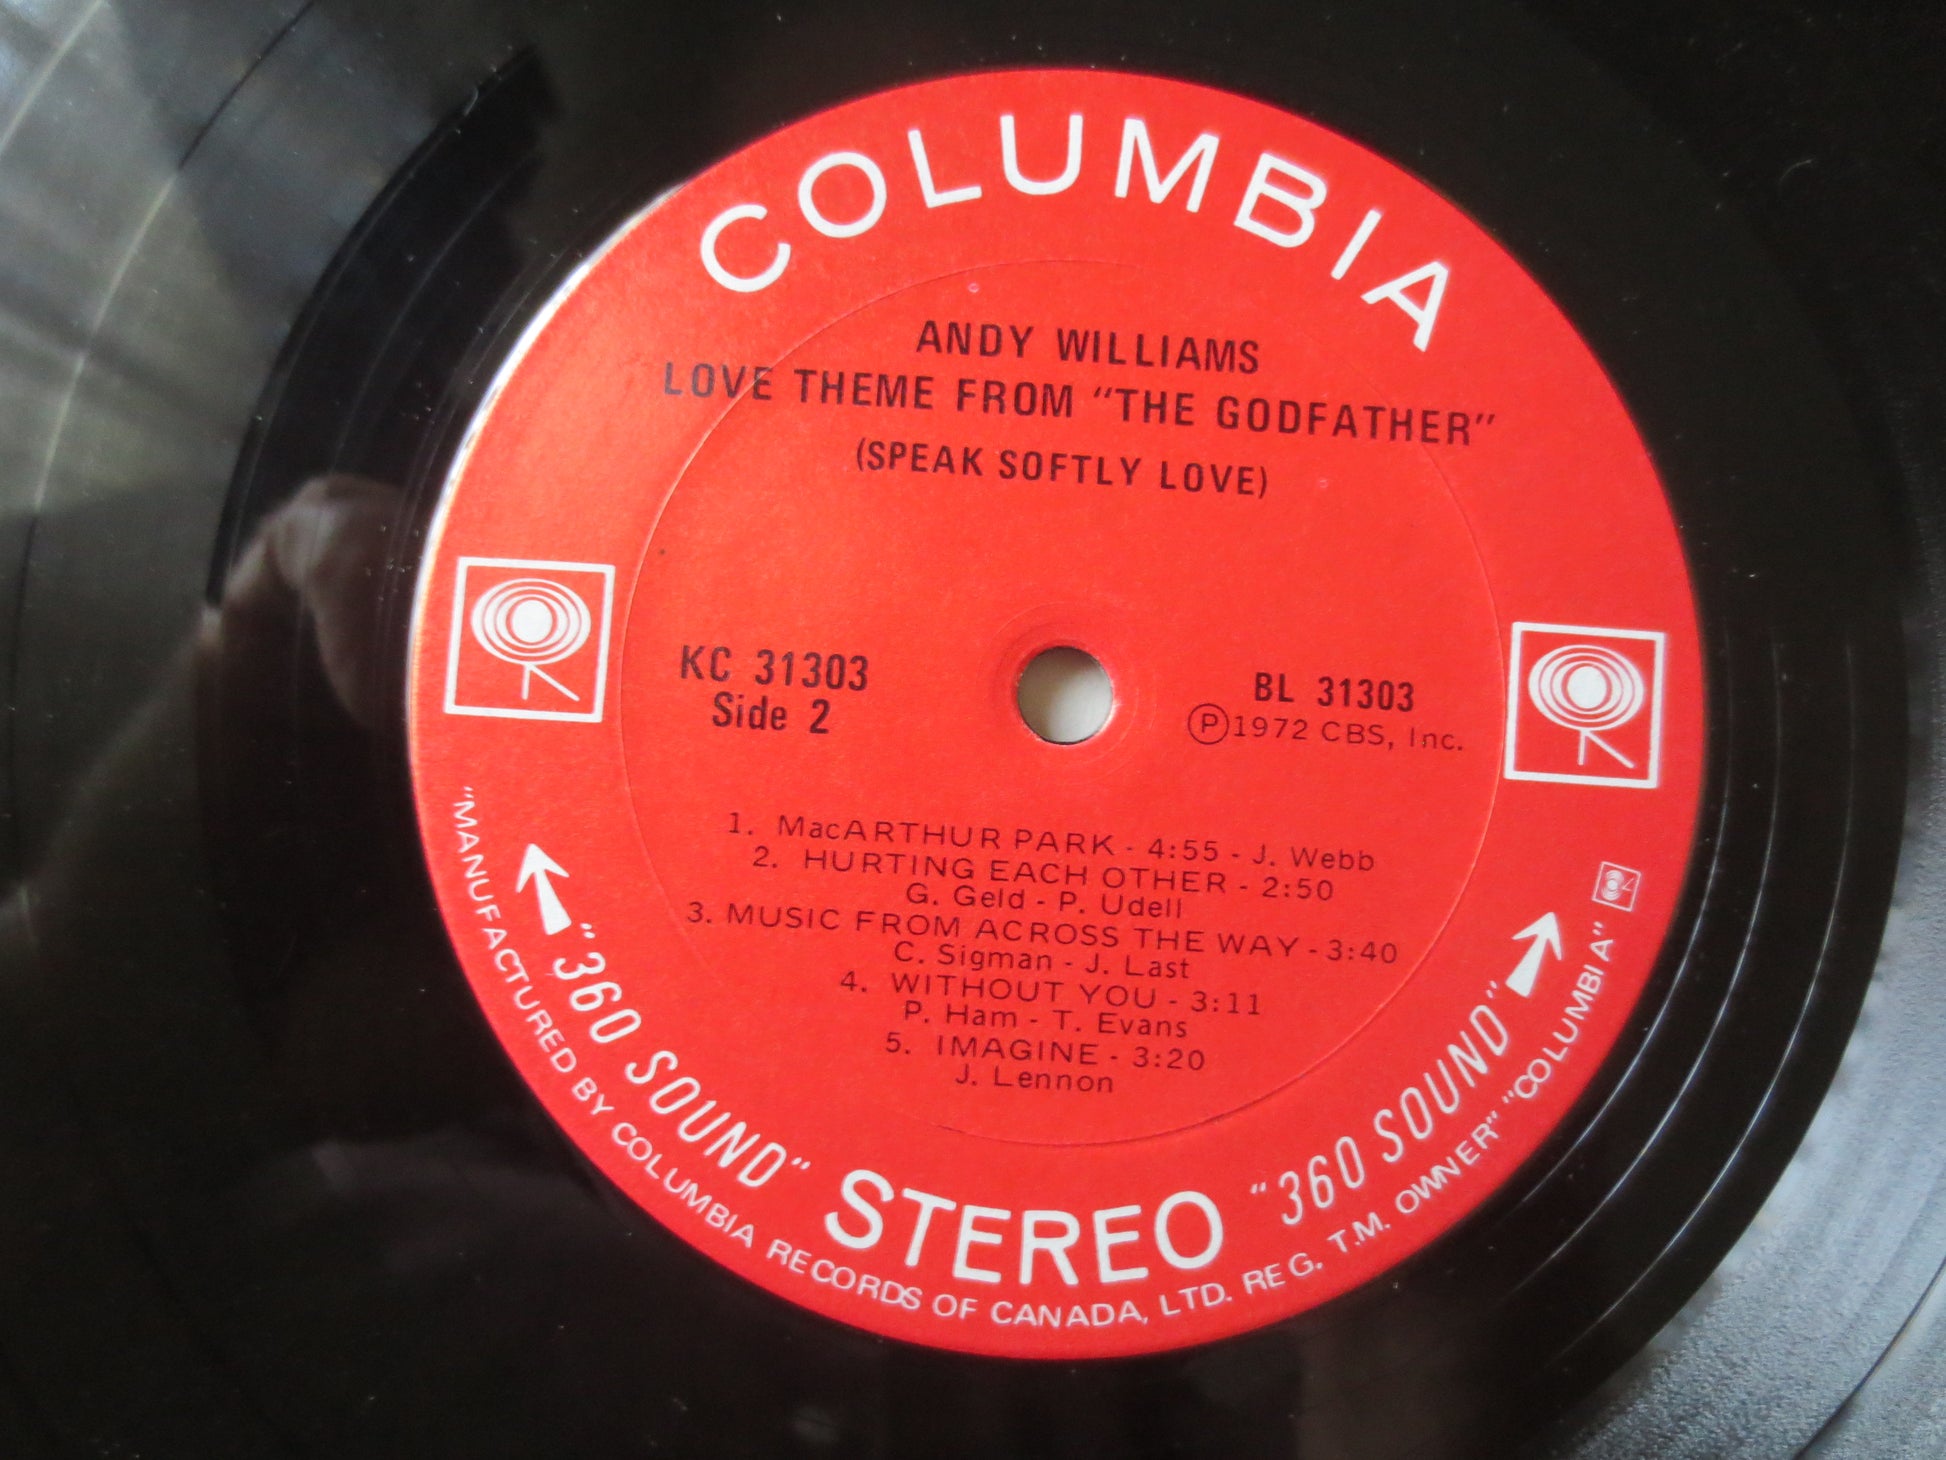 COLUMBIA
ANDY WILLIAMS
LOVE THEME FROM "THE GODFATHER"
(SPEAK SOFTLY LOVE)
KC 31303
Side 2
BL 31303
Ⓟ1972 CBS, Inc.
1. MacARTHUR PARK - 4:55 - J. Webb
2. HURTING EACH OTHER - 2:50
G. Geld - P. Udell
3. MUSIC FROM ACROSS THE WAY - 3:40
C. Sigman - J. Last
4. WITHOUT YOU - 3:11
P. Ham - T. Evans
5. IMAGINE - 3:20
J. Lennon
"360 SOUND" STEREO "360 SOUND"
"MANUFACTURED BY COLUMBIA RECORDS OF CANADA, LTD. REG. T.M. OWNER" "COLUMBIA"